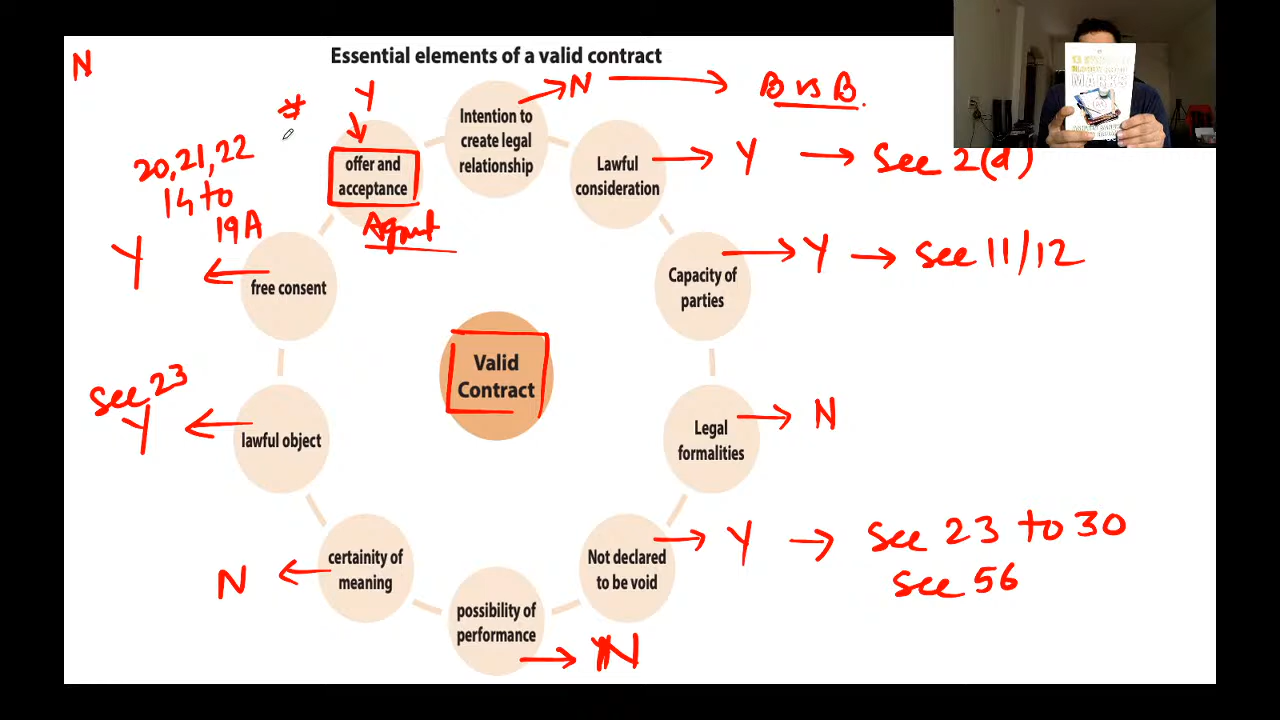 Essential elements of a valid contract
N
Y
Intention to
create legal
relationship
N
B vs B.
offer and
acceptance
Lawful
consideration
Y
See 2(d)
20,21,22
14 to
19A
Y
free consent
Capacity of
parties
Y
See 11/12
Valid
Contract
See 23
Y
lawful object
Legal
formalities
N
Not declared
to be void
Y
See 23 to 30
See 56
N
certainity of
meaning
possibility of
performance
N
MARKS